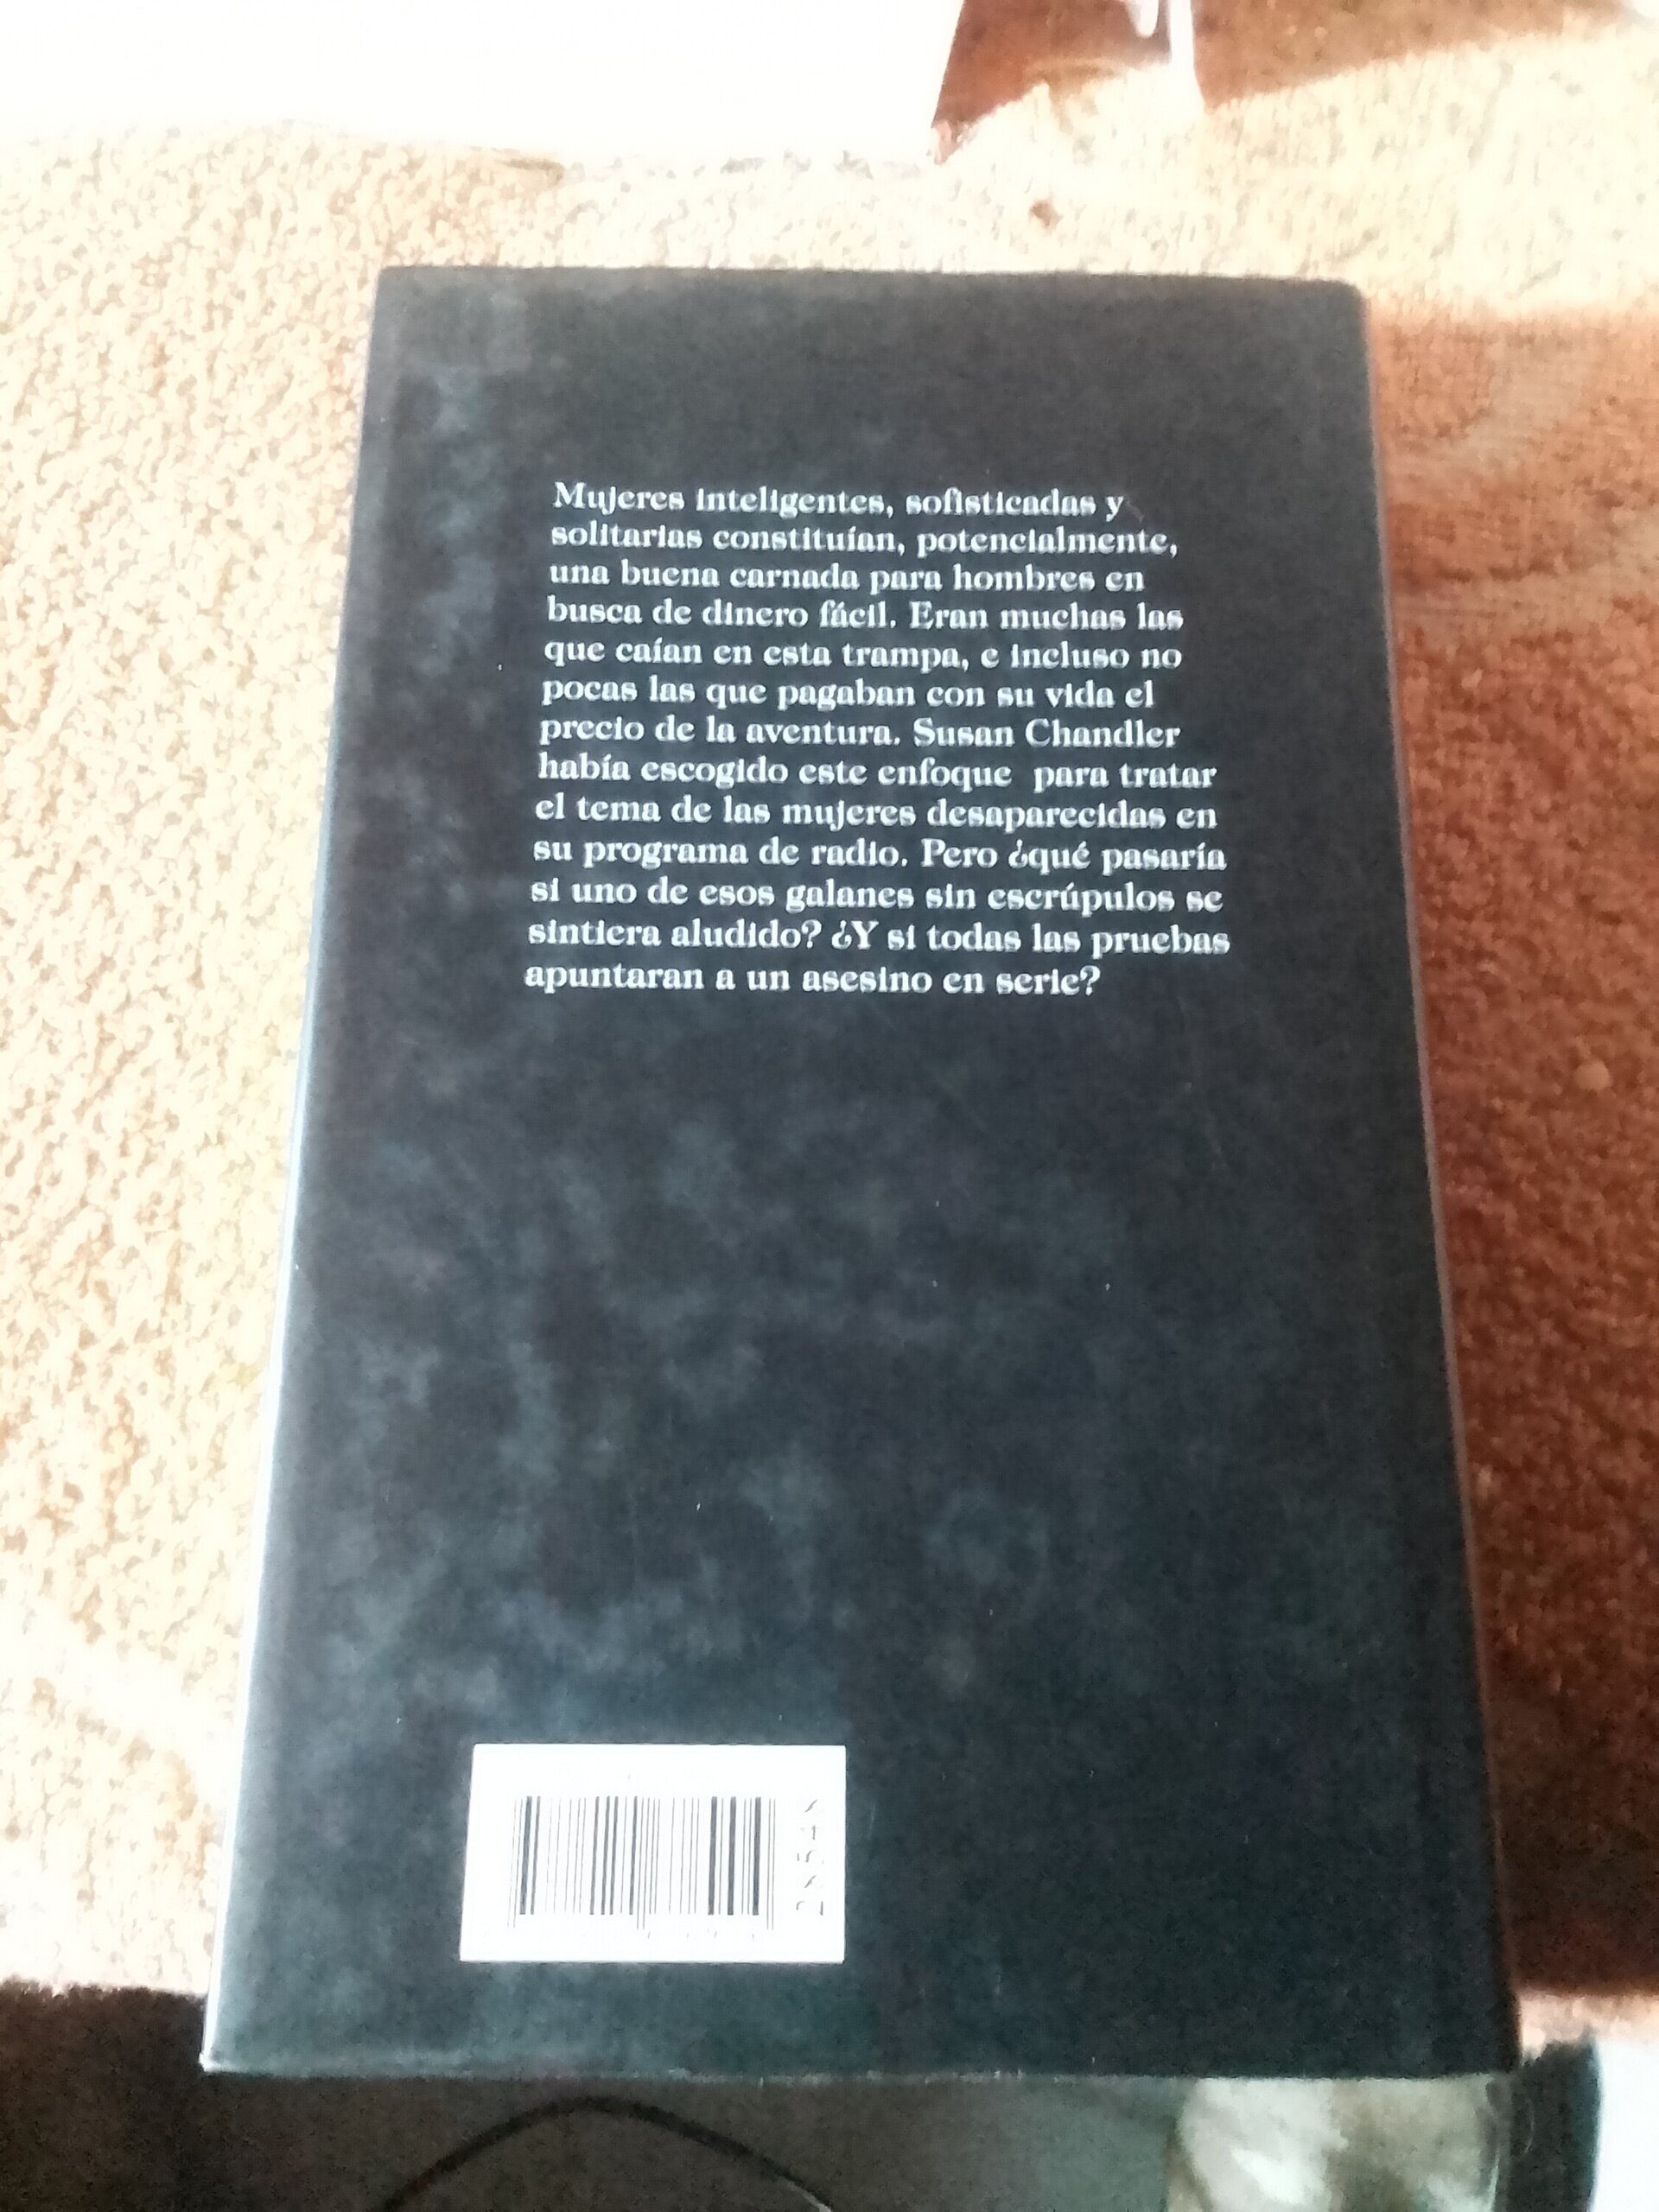 Mujeres inteligentes, sofisticadas y
solitarias constituían, potencialmente,
una buena carnada para hombres en
busca de dinero fácil. Eran muchas las
que caían en esta trampa, e incluso no
pocas las que pagaban con su vida el
precio de la aventura. Susan Chandler
había escogido este enfoque para tratar
el tema de las mujeres desaparecidas en
su programa de radio. Pero ¿qué pasaría
si uno de esos galanes sin escrúpulos se
sintiera aludido? ¿Y si todas las pruebas
apuntaran a un asesino en serie?